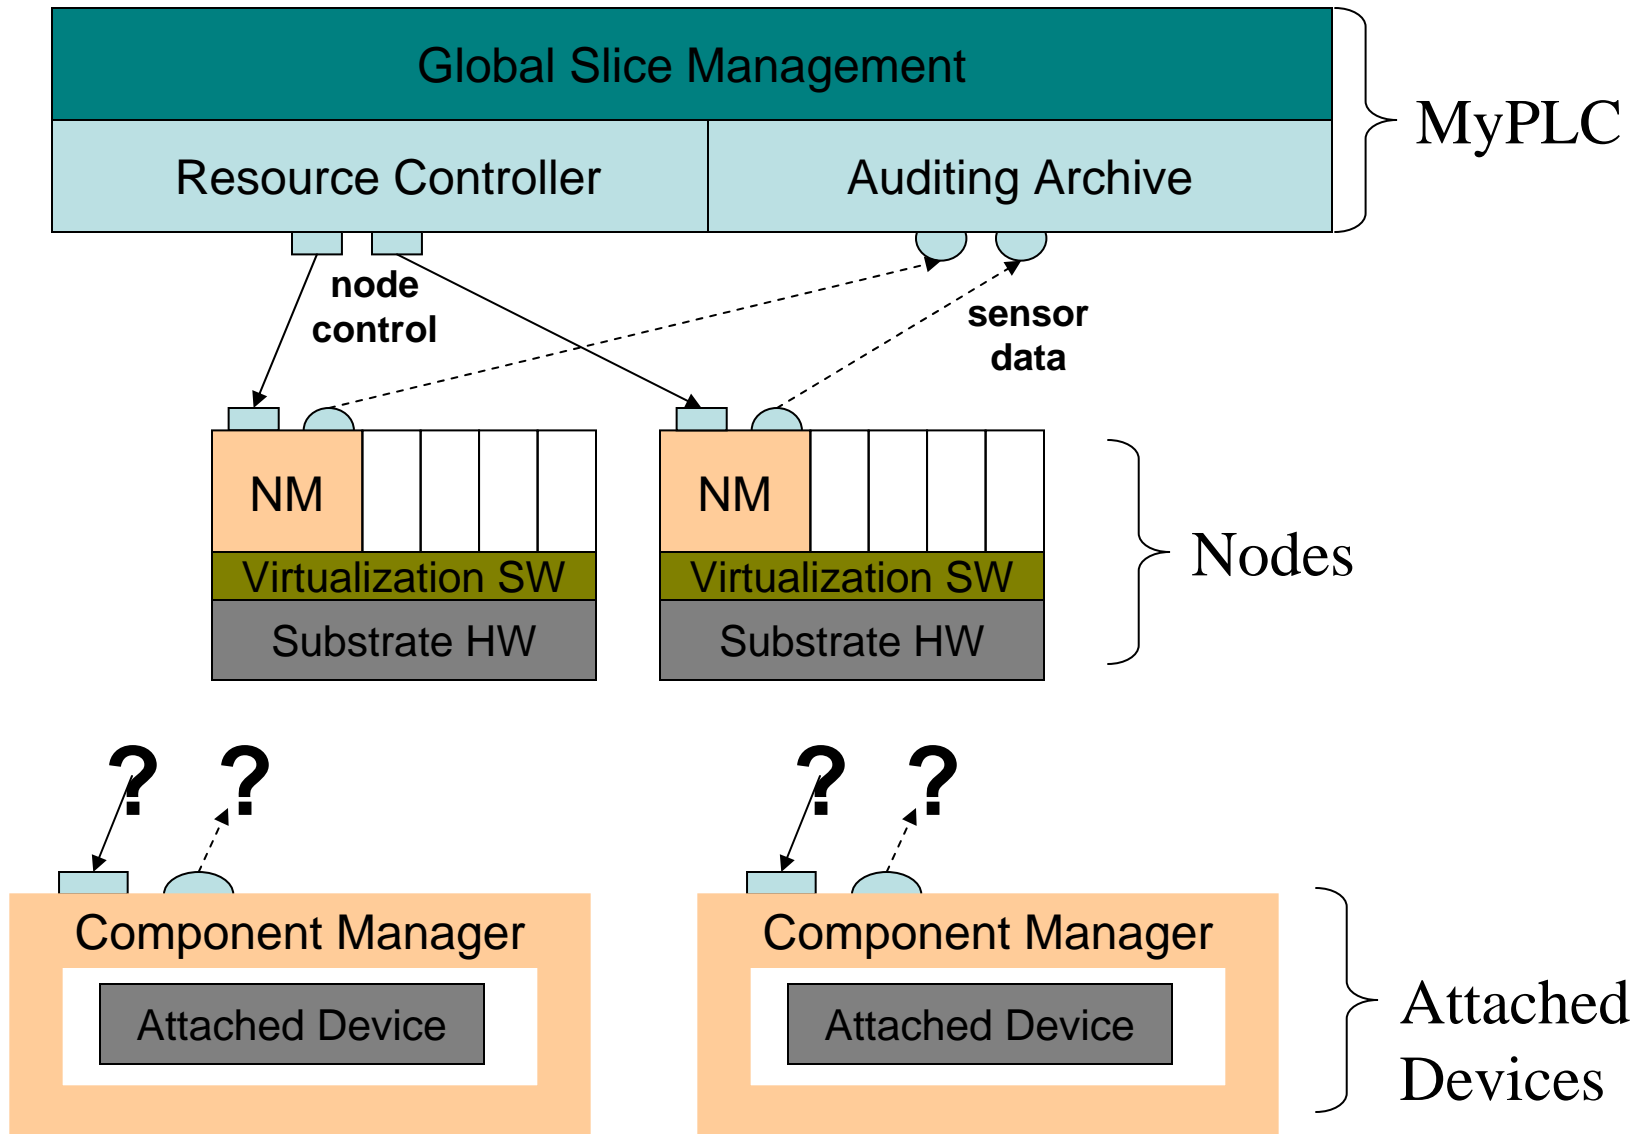 Global Slice Management
MyPLC
Resource Controller
Auditing Archive
node
control
sensor
data
NM
NM
Nodes
Virtualization SW
Virtualization SW
Substrate HW
Substrate HW
? ?
? ?
Component Manager
Component Manager
Attached Device
Attached Device
Attached
Devices